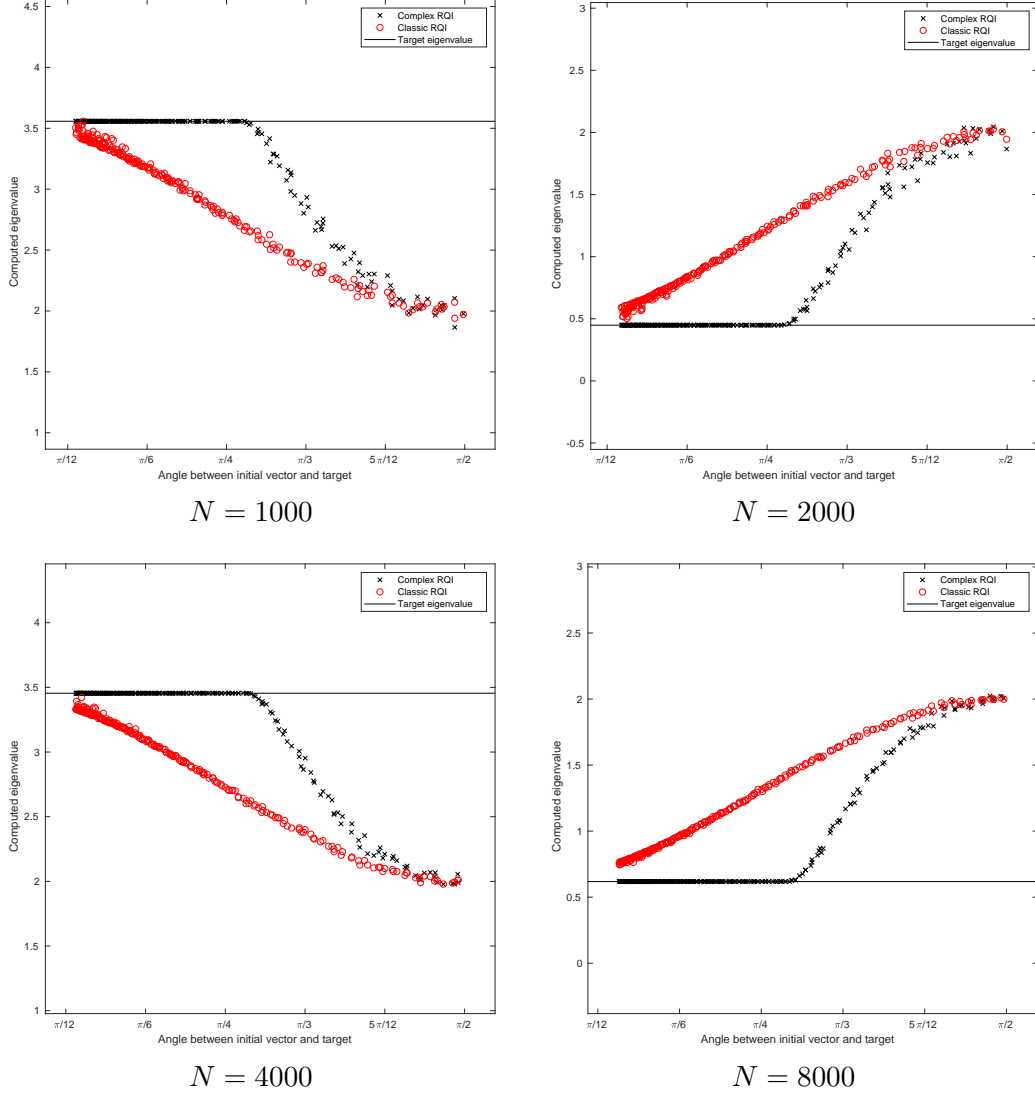 Complex RQI
Classic RQI
Target eigenvalue
4.5
4
3.5
3
2.5
2
1.5
1
Computed eigenvalue
π/12
π/6
π/4
π/3
5 π/12
π/2
Angle between initial vector and target
N = 1000
Complex RQI
Classic RQI
Target eigenvalue
3
2.5
2
1.5
1
0.5
0
-0.5
Computed eigenvalue
π/12
π/6
π/4
π/3
5 π/12
π/2
Angle between initial vector and target
N = 2000
Complex RQI
Classic RQI
Target eigenvalue
4
3.5
3
2.5
2
1.5
1
Computed eigenvalue
π/12
π/6
π/4
π/3
5 π/12
π/2
Angle between initial vector and target
N = 4000
Complex RQI
Classic RQI
Target eigenvalue
3
2.5
2
1.5
1
0.5
0
Computed eigenvalue
π/12
π/6
π/4
π/3
5 π/12
π/2
Angle between initial vector and target
N = 8000